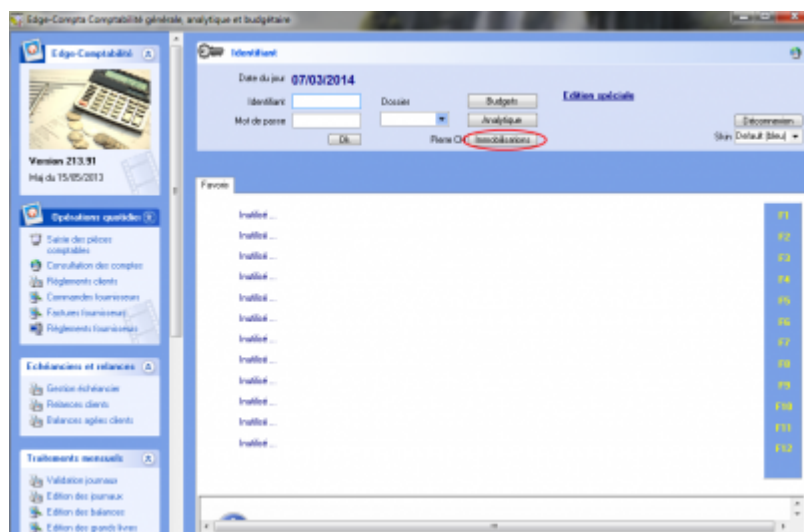 Edge-Compta Comptabilité générale, analytique et budgétaire
Edge-Comptabilité
Version 213.91
Maj du 15/05/2013
Opérations quotidien
Saisie des pièces
comptables
Consultation des comptes
Règlements clients
Commandes fournisseurs
Factures fournisseurs
Règlements fournisseurs
Echéanciers et relances
Gestion échéancier
Relances clients
Balances agées clients
Traitements mensuels
Validation journaux
Edition des journaux
Edition des balances
Edition des grands livres
Identifiant
Date du jour 07/03/2014
Identifiant
Dossier
Budgets
Edition spéciale
Mot de passe
Analytique
Déconnexion
Ok
Pierre CH
Immobilisations
Skin Default (bleu)
Favoris
Inutilisé ...
F1
Inutilisé ...
F2
Inutilisé ...
F3
Inutilisé ...
F4
Inutilisé ...
F5
Inutilisé ...
F6
Inutilisé ...
F7
Inutilisé ...
F8
Inutilisé ...
F9
Inutilisé ...
F10
Inutilisé ...
F11
Inutilisé ...
F12